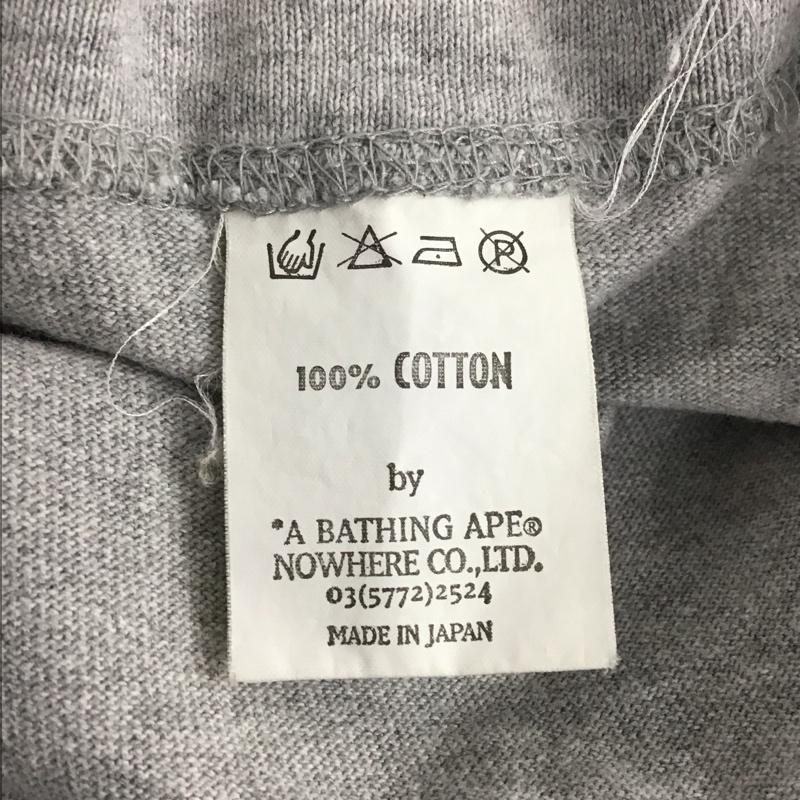 100% COTTON
by
*A BATHING APE®
NOWHERE CO.,LTD.
03(5772)2524
MADE IN JAPAN